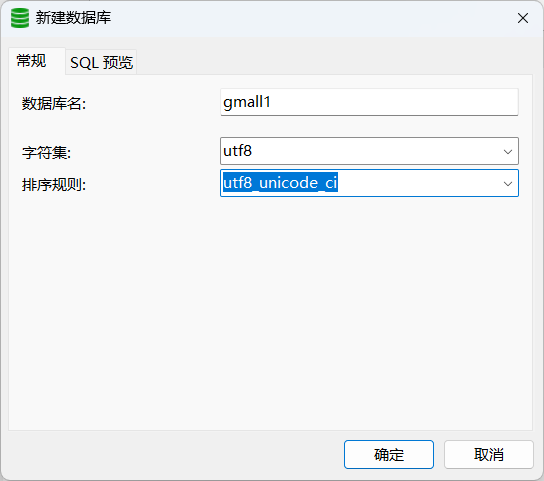 新建数据库
常规
SQL 预览
数据库名:
gmall1
字符集:
utf8
排序规则:
utf8_unicode_ci
确定
取消